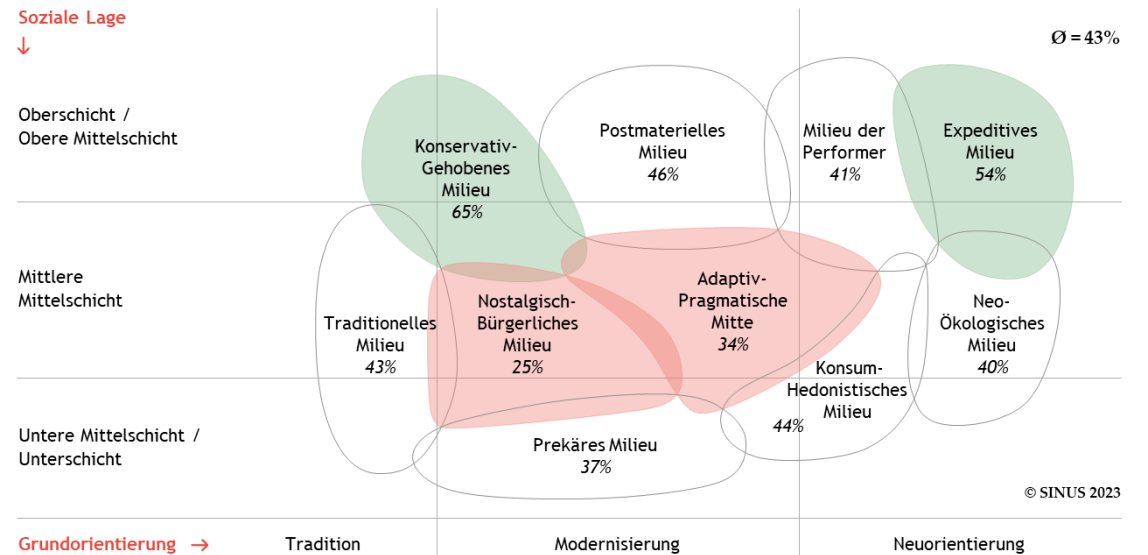 Soziale Lage
↓
Ø = 43%
Oberschicht /
Obere Mittelschicht
Konservativ-
Gehobenes
Milieu
65%
Postmaterielles
Milieu
46%
Milieu der
Performer
41%
Expeditives
Milieu
54%
Mittlere
Mittelschicht
Traditionelles
Milieu
43%
Nostalgisch-
Bürgerliches
Milieu
25%
Adaptiv-
Pragmatische
Mitte
34%
Konsum-
Hedonistisches
Milieu
44%
Neo-
Ökologisches
Milieu
40%
Untere Mittelschicht /
Unterschicht
Prekäres Milieu
37%
© SINUS 2023
Grundorientierung →
Tradition
Modernisierung
Neuorientierung